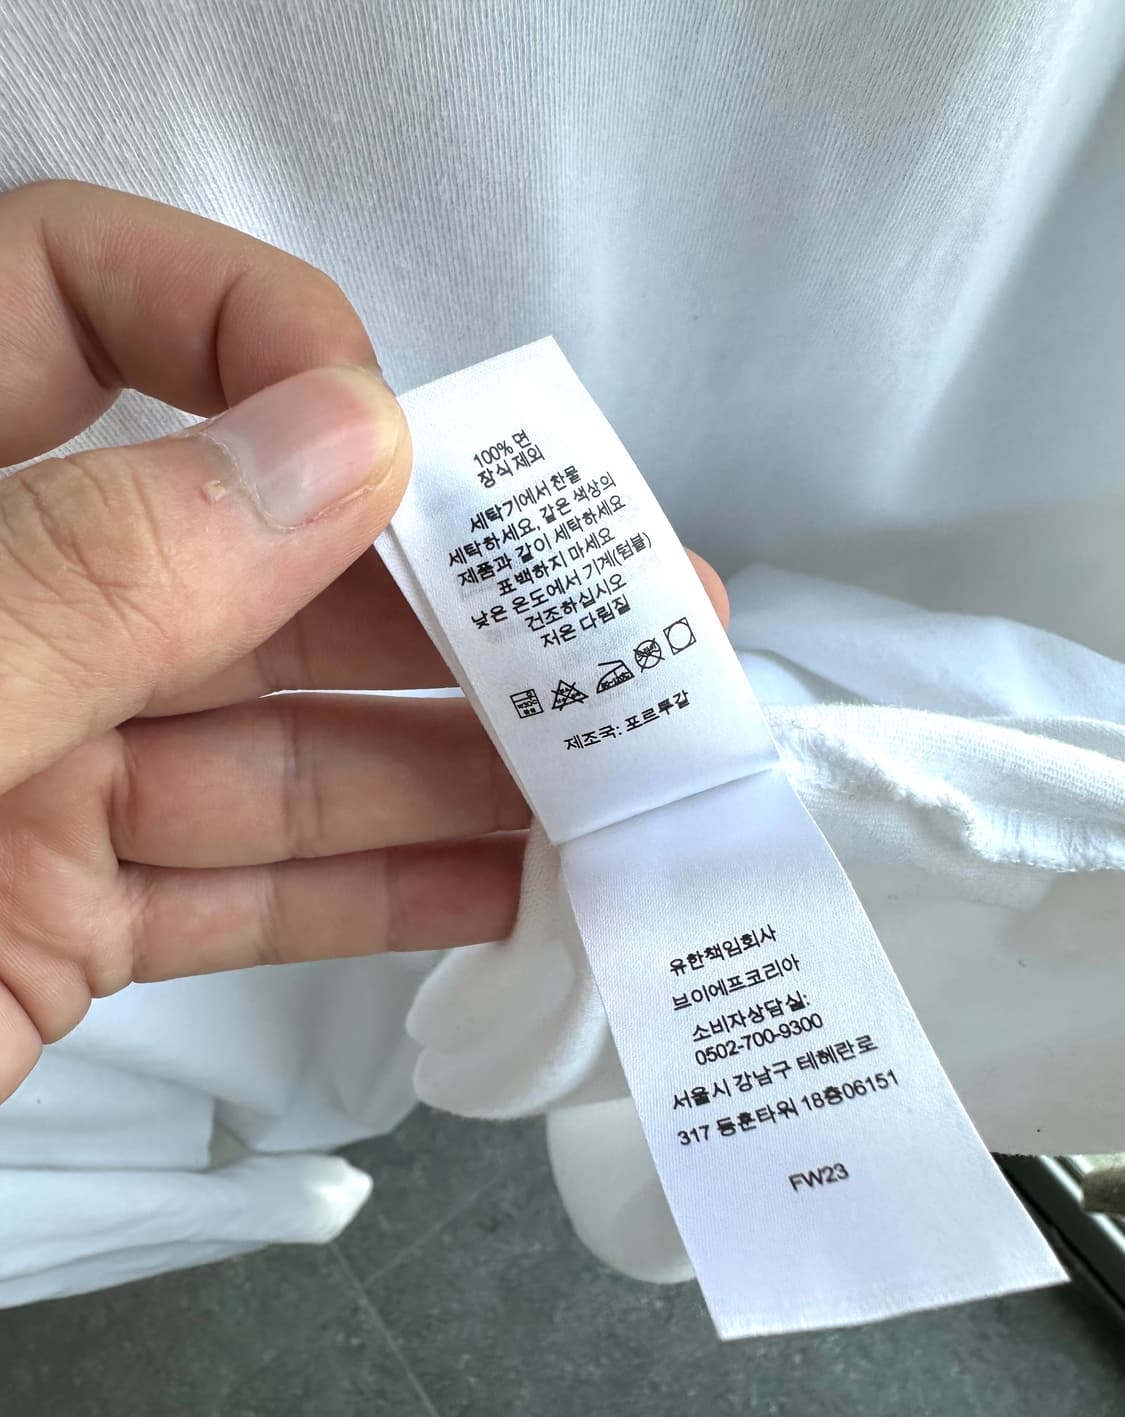 100% 면
장식 제외
세탁기에서 찬물
세탁하세요, 같은 색상의
제품과 같이 세탁하세요
표백하지 마세요
낮은 온도에서 기계(텀블)
건조하십시오
저온 다림질
제조국: 포르투갈
유한책임회사
브이에프코리아
소비자상담실:
0502-700-9300
서울시 강남구 테헤란로
317 동훈타워 18층06151
FW23